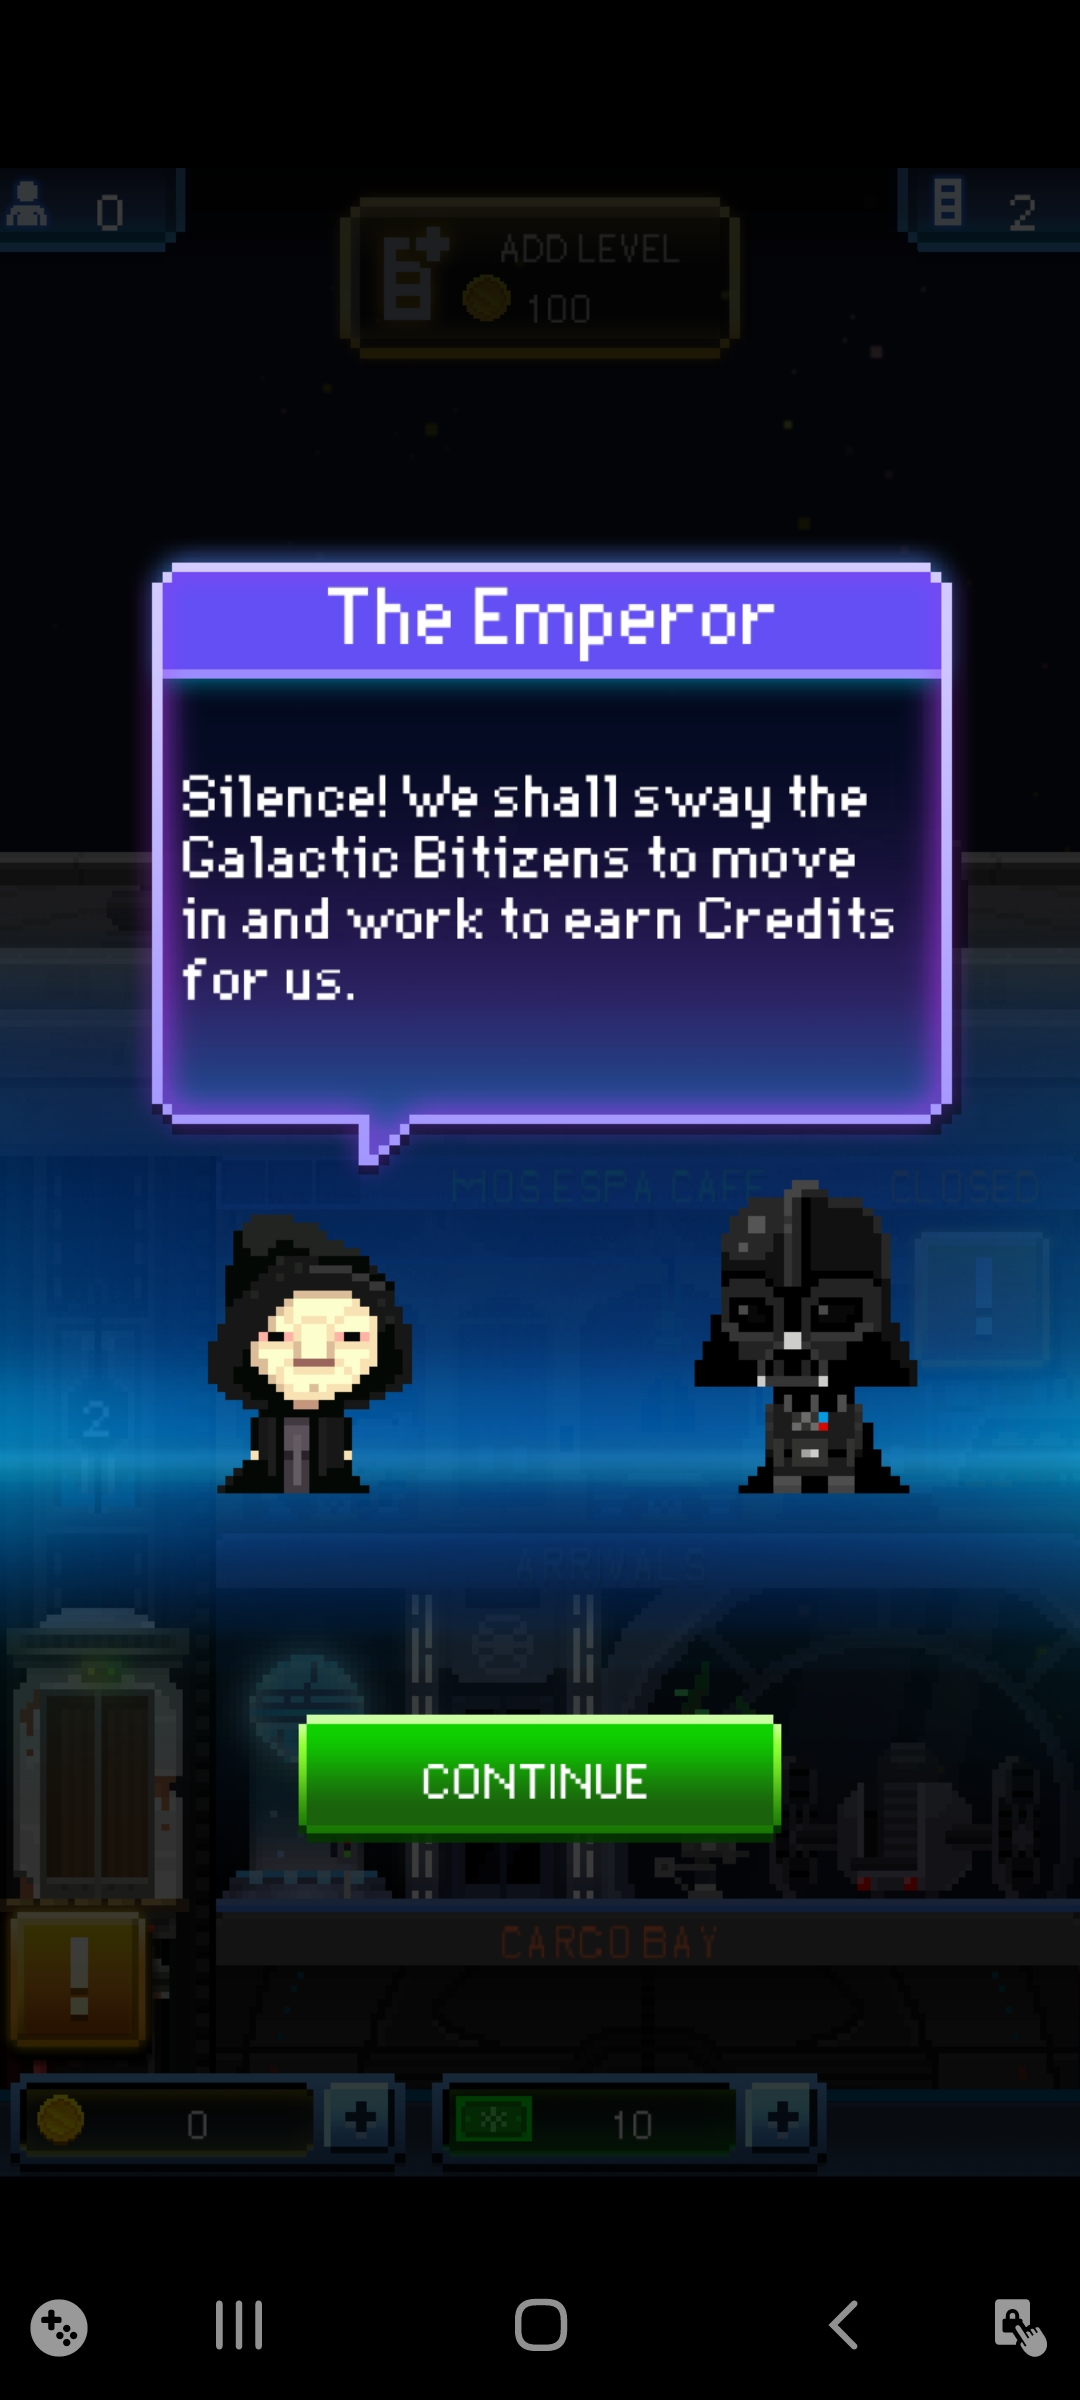 0
2
ADD LEVEL
100
The Emperor
Silence! We shall sway the
Galactic Bitizens to move
in and work to earn Credits
for us.
MOS ESPA CAFE
CLOSED
!
2
ARRIVALS
CONTINUE
CARGO BAY
!
0
+
10
+